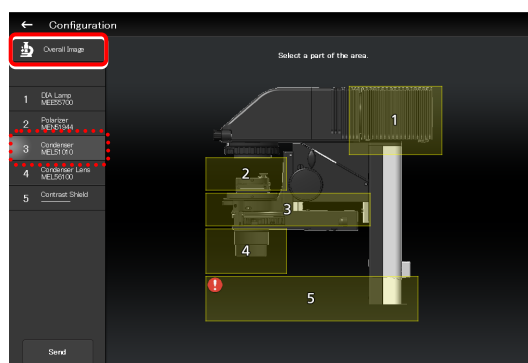 ← Configuration
Overall Image
Select a part of the area.
1 DIA Lamp
MEE55700
2 Polarizer
MEN51944
3 Condenser
MEL51010
4 Condenser Lens
MEL56100
5 Contrast Shield
1
2
3
4
!
5
Send